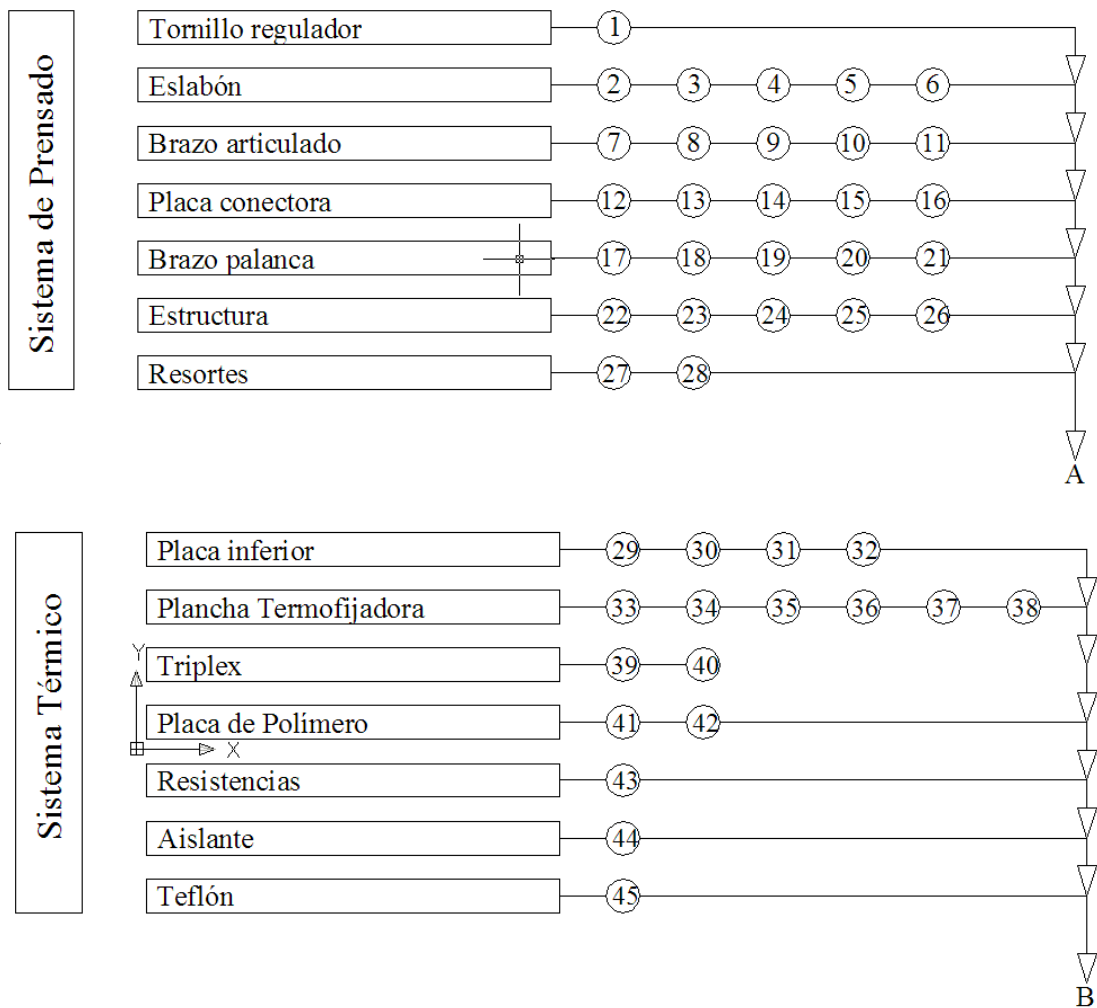 Sistema de Prensado
Tornillo regulador 1
Eslabón 2 3 4 5 6
Brazo articulado 7 8 9 10 11
Placa conectora 12 13 14 15 16
Brazo palanca 17 18 19 20 21
Estructura 22 23 24 25 26
Resortes 27 28
A
Sistema Térmico
Placa inferior 29 30 31 32
Plancha Termofijadora 33 34 35 36 37 38
Triplex 39 40
Placa de Polímero 41 42
Resistencias 43
Aislante 44
Teflón 45
Y
X
B